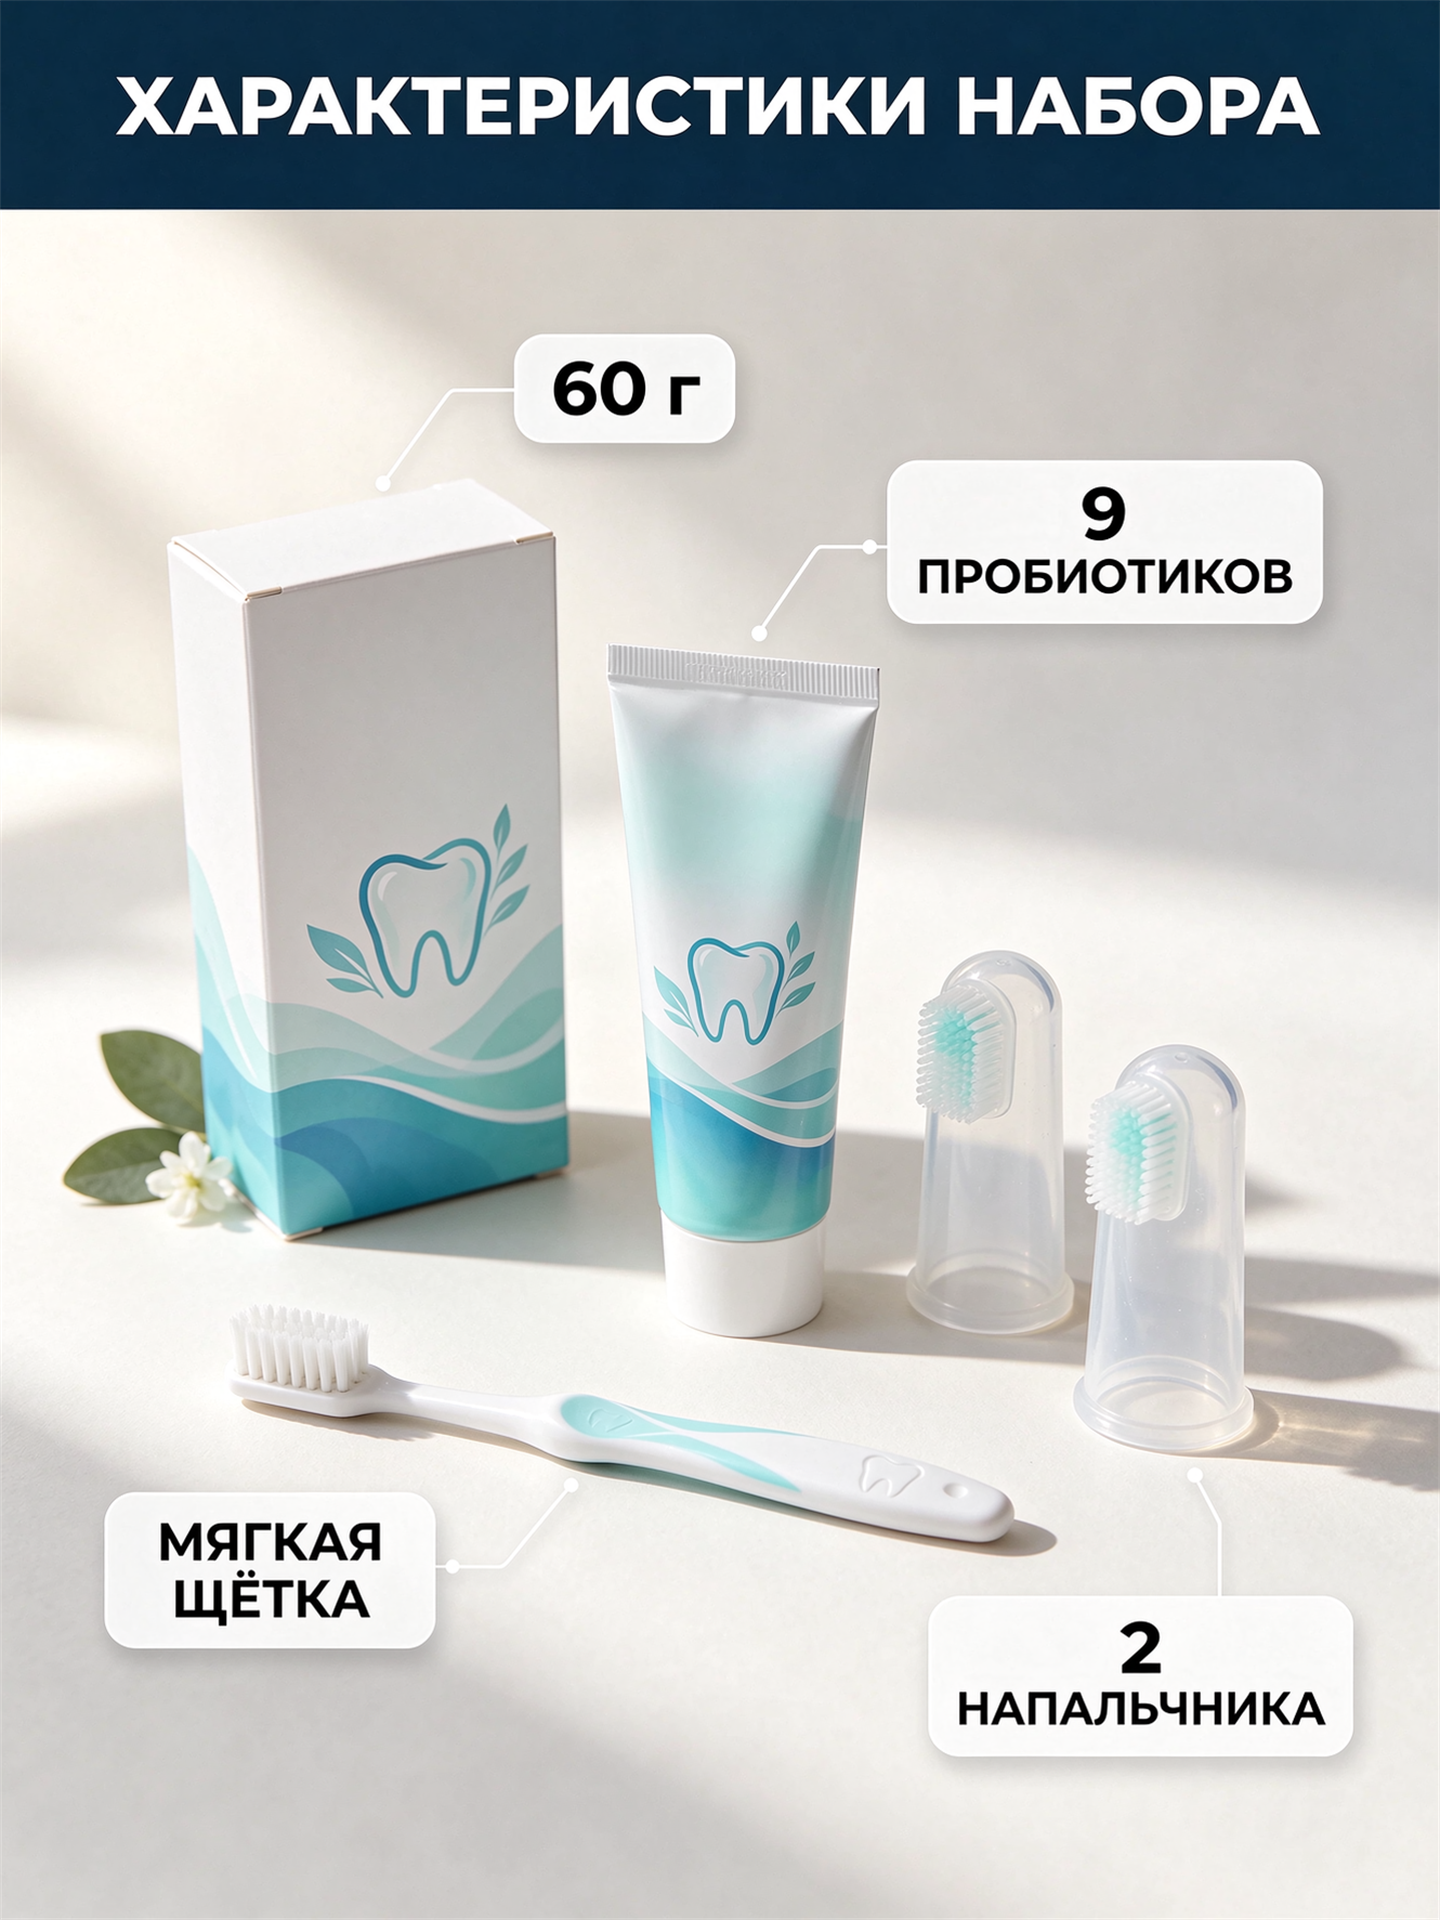 ХАРАКТЕРИСТИКИ НАБОРА
60 г
9
ПРОБИОТИКОВ
МЯГКАЯ
ЩЁТКА
2
НАПАЛЬЧНИКА